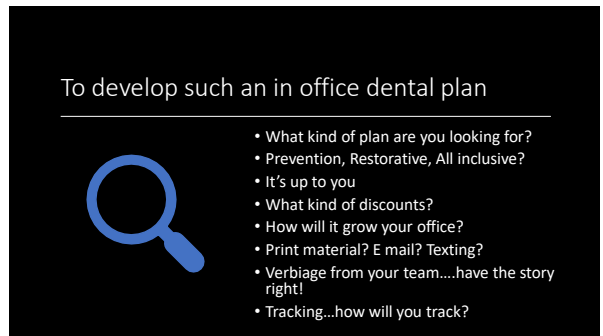 To develop such an in office dental plan
• What kind of plan are you looking for?
• Prevention, Restorative, All inclusive?
• It's up to you
• What kind of discounts?
• How will it grow your office?
• Print material? E mail? Texting?
• Verbiage from your team....have the story
right!
• Tracking...how will you track?